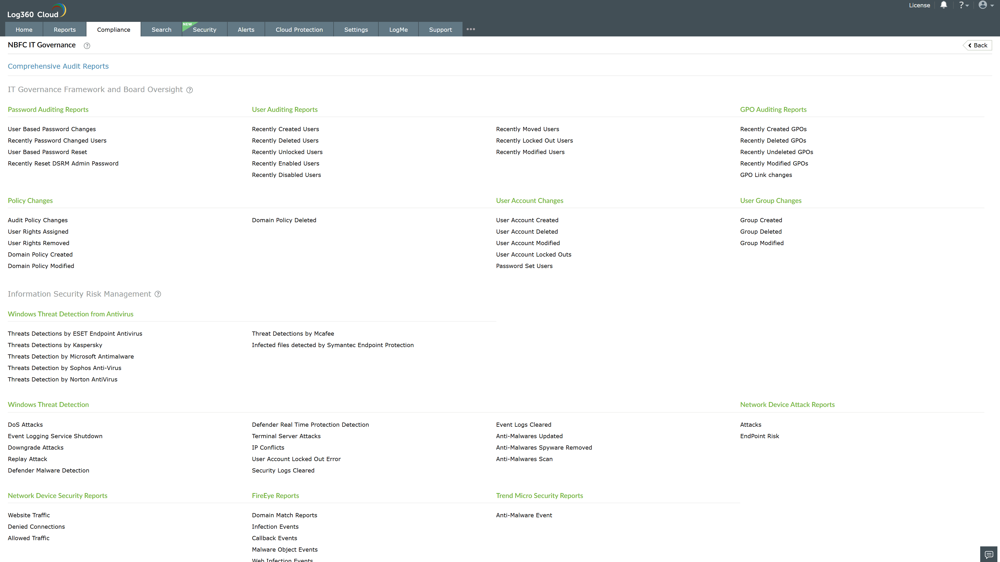 License
?
Log360 Cloud
Home
Reports
Compliance
Search
NEW
Security
Alerts
Cloud Protection
Settings
LogMe
Support
•••
NBFC IT Governance ?
Back
Comprehensive Audit Reports
IT Governance Framework and Board Oversight ?
Password Auditing Reports
User Based Password Changes
Recently Password Changed Users
User Based Password Reset
Recently Reset DSRM Admin Password
User Auditing Reports
Recently Created Users
Recently Deleted Users
Recently Unlocked Users
Recently Enabled Users
Recently Disabled Users
Recently Moved Users
Recently Locked Out Users
Recently Modified Users
GPO Auditing Reports
Recently Created GPOs
Recently Deleted GPOs
Recently Undeleted GPOs
Recently Modified GPOs
GPO Link changes
Policy Changes
Audit Policy Changes
User Rights Assigned
User Rights Removed
Domain Policy Created
Domain Policy Modified
Domain Policy Deleted
User Account Changes
User Account Created
User Account Deleted
User Account Modified
User Account Locked Outs
Password Set Users
User Group Changes
Group Created
Group Deleted
Group Modified
Information Security Risk Management ?
Windows Threat Detection from Antivirus
Threats Detections by ESET Endpoint Antivirus
Threats Detections by Kaspersky
Threats Detection by Microsoft Antimalware
Threats Detection by Sophos Anti-Virus
Threats Detection by Norton AntiVirus
Threat Detections by Mcafee
Infected files detected by Symantec Endpoint Protection
Windows Threat Detection
DoS Attacks
Event Logging Service Shutdown
Downgrade Attacks
Replay Attack
Defender Malware Detection
Defender Real Time Protection Detection
Terminal Server Attacks
IP Conflicts
User Account Locked Out Error
Security Logs Cleared
Event Logs Cleared
Anti-Malwares Updated
Anti-Malwares Spyware Removed
Anti-Malwares Scan
Network Device Attack Reports
Attacks
EndPoint Risk
Network Device Security Reports
Website Traffic
Denied Connections
Allowed Traffic
FireEye Reports
Domain Match Reports
Infection Events
Callback Events
Malware Object Events
Web Infection Events
Trend Micro Security Reports
Anti-Malware Event